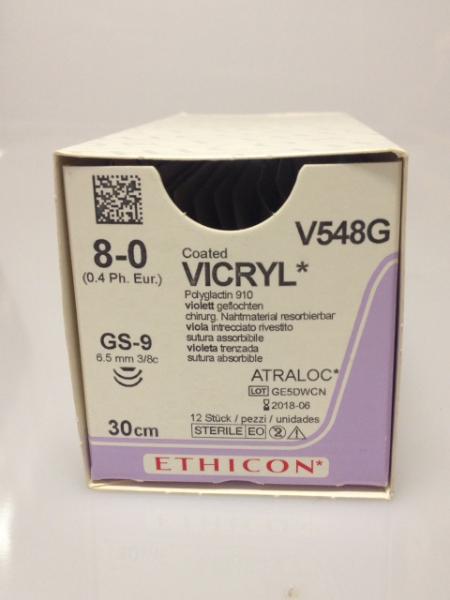 V548G
8-0
(0.4 Ph. Eur.)
Coated
VICRYL*
Polyglactin 910
violett geflochten
chirurg. Nahtmaterial resorbierbar
viola intrecciato rivestito
sutura assorbibile
violeta trenzada
sutura absorbible
GS-9
6.5 mm 3/8c
ATRALOC*
LOT GE5DWCN
2018-06
30cm
12 Stück / pezzi / unidades
STERILE EO 2
ETHICON*